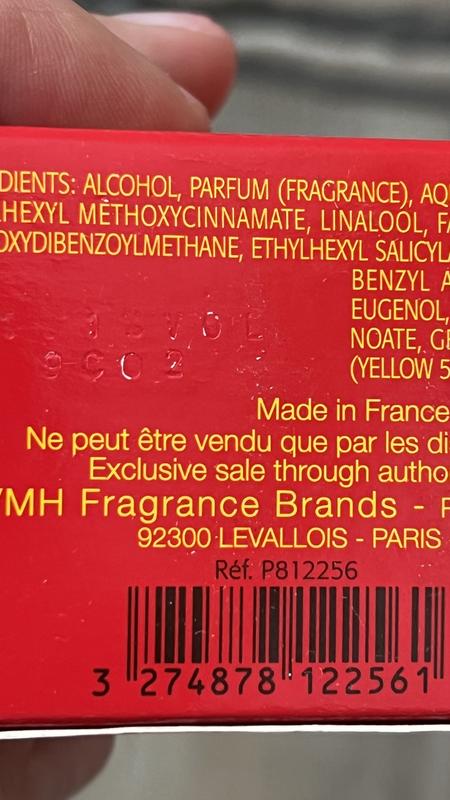 DIENTS: ALCOHOL, PARFUM (FRAGRANCE), AQ
HEXYL METHOXYCINNAMATE, LINALOOL, FA
OXYDIBENZOYLMETHANE, ETHYLHEXYL SALICYLA
BENZYL A
EUGENOL,
NOATE, GE
(YELLOW 5
9C02
Made in France
Ne peut être vendu que par les di
Exclusive sale through autho
VMH Fragrance Brands -
92300 LEVALLOIS - PARIS
Réf. P812256
3 274878 122561